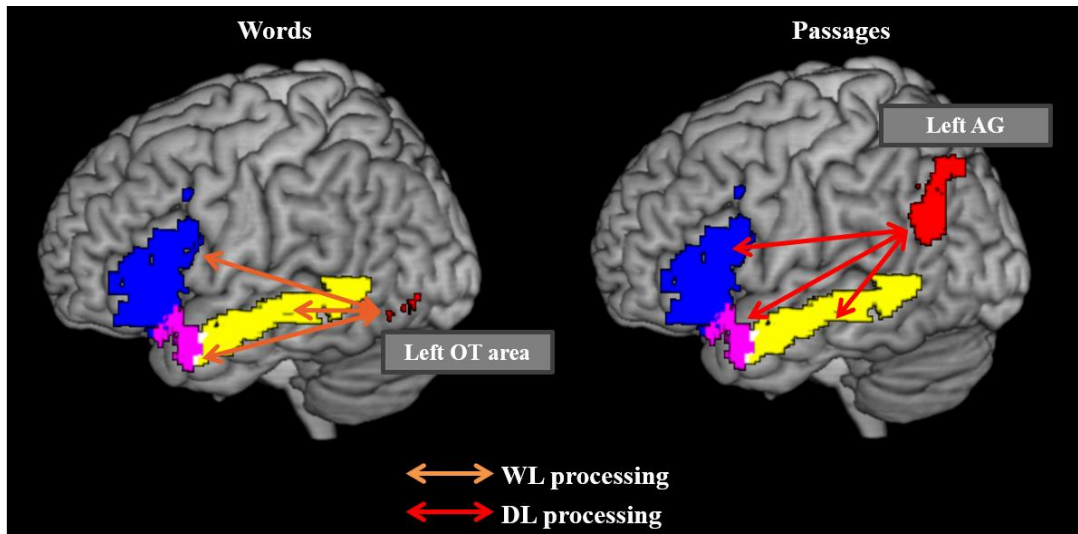 Words
Passages
Left AG
Left OT area
WL processing
DL processing